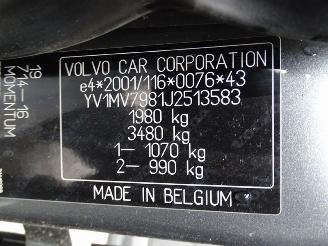 VOLVO CAR CORPORATION
e4*2001/116*0076*43
YV1MV7981J2513583
1980 kg
3480 kg
1- 1070 kg
2- 990 kg
MADE IN BELGIUM
19
714-16
MOMENTUM